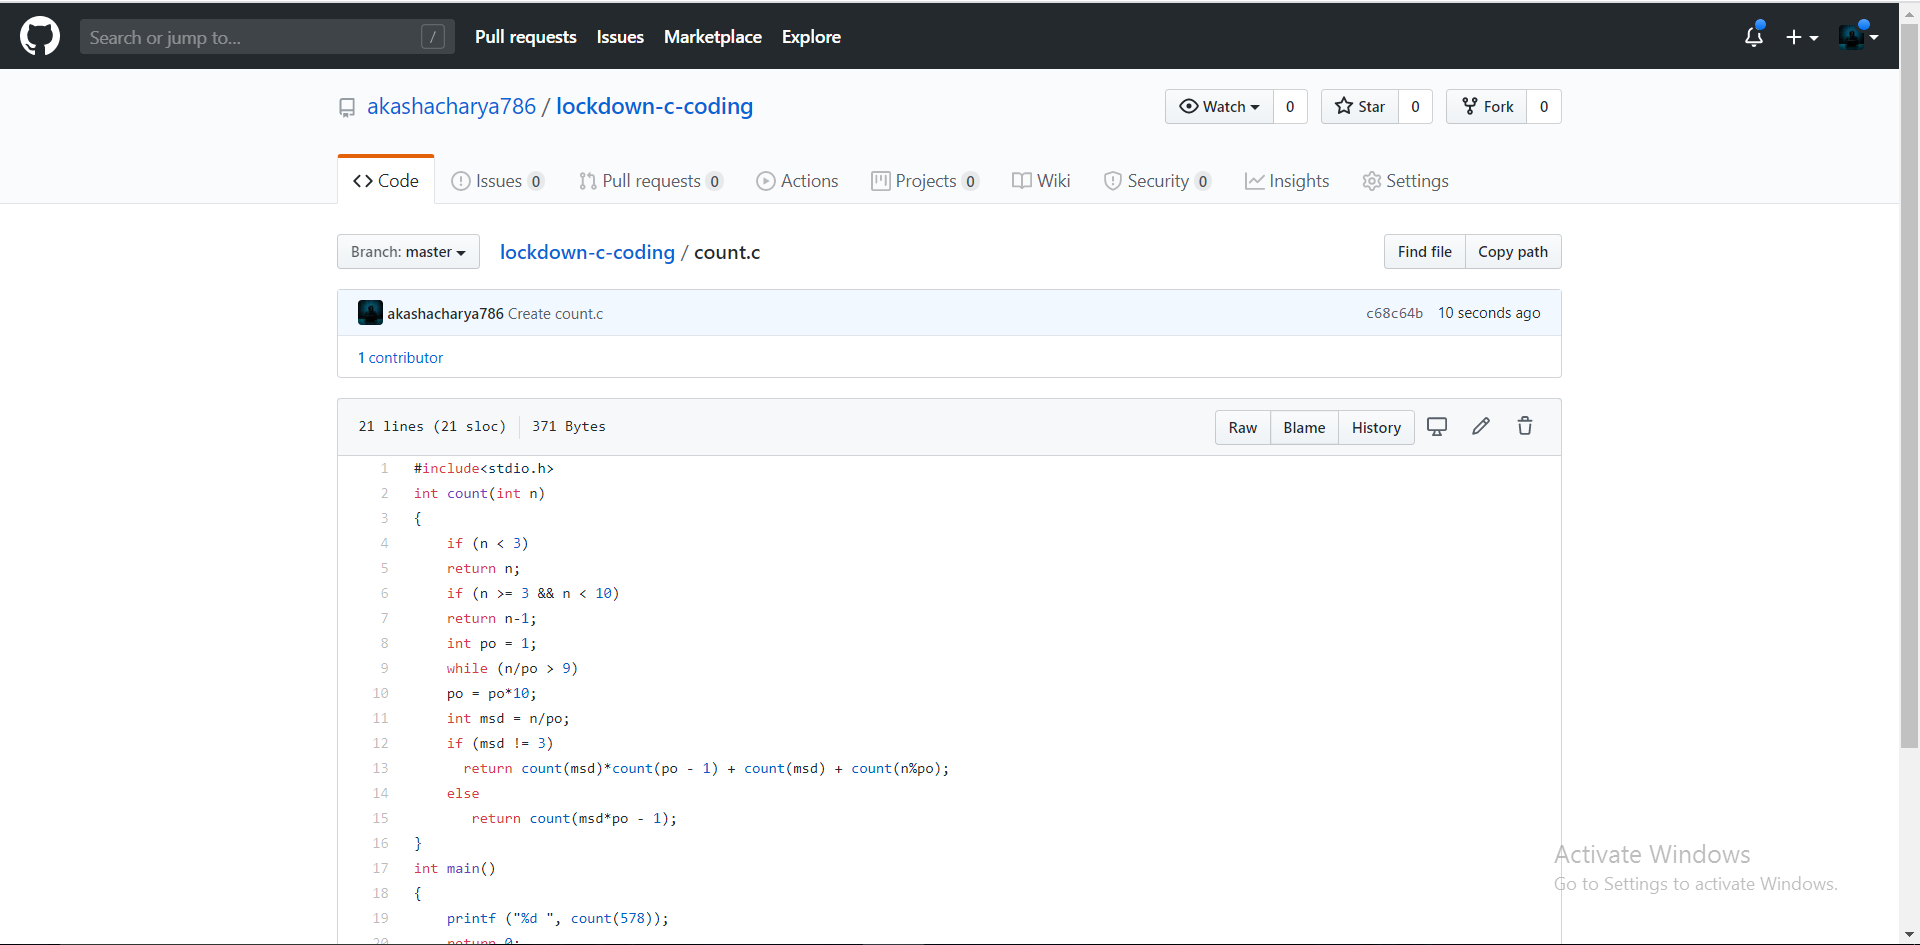 Search or jump to... /
Pull requests Issues Marketplace Explore
akashacharya786 / lockdown-c-coding
Watch 0 Star 0 Fork 0
Code Issues 0 Pull requests 0 Actions Projects 0 Wiki Security 0 Insights Settings
Branch: master lockdown-c-coding / count.c Find file Copy path
akashacharya786 Create count.c c68c64b 10 seconds ago
1 contributor
21 lines (21 sloc) 371 Bytes Raw Blame History
1 #include<stdio.h>
2 int count(int n)
3 {
4 if (n < 3)
5 return n;
6 if (n >= 3 && n < 10)
7 return n-1;
8 int po = 1;
9 while (n/po > 9)
10 po = po*10;
11 int msd = n/po;
12 if (msd != 3)
13 return count(msd)*count(po - 1) + count(msd) + count(n%po);
14 else
15 return count(msd*po - 1);
16 }
17 int main()
18 {
19 printf ("%d ", count(578));
20 return 0;
Activate Windows
Go to Settings to activate Windows.